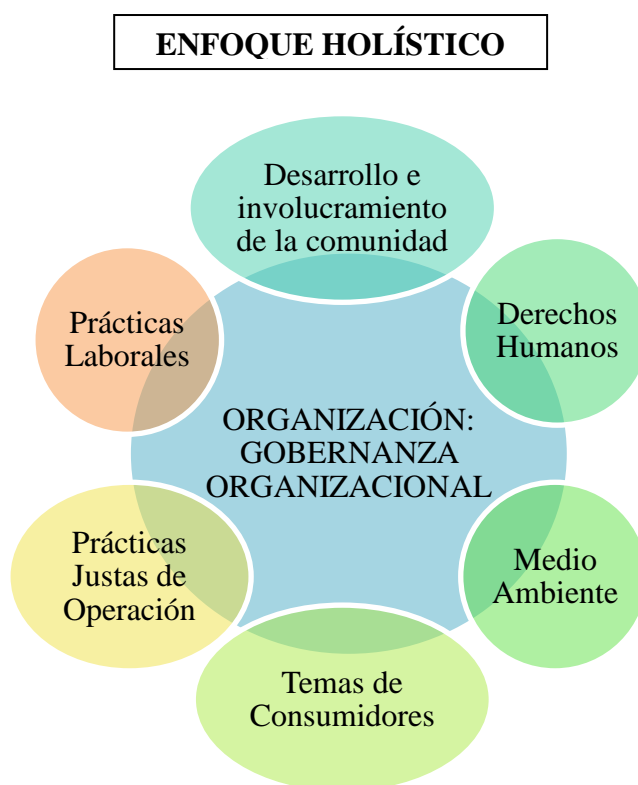 ENFOQUE HOLÍSTICO
Desarrollo e
involucramiento
de la comunidad
Derechos
Humanos
Medio
Ambiente
Temas de
Consumidores
Prácticas
Justas de
Operación
Prácticas
Laborales
ORGANIZACIÓN:
GOBERNANZA
ORGANIZACIONAL